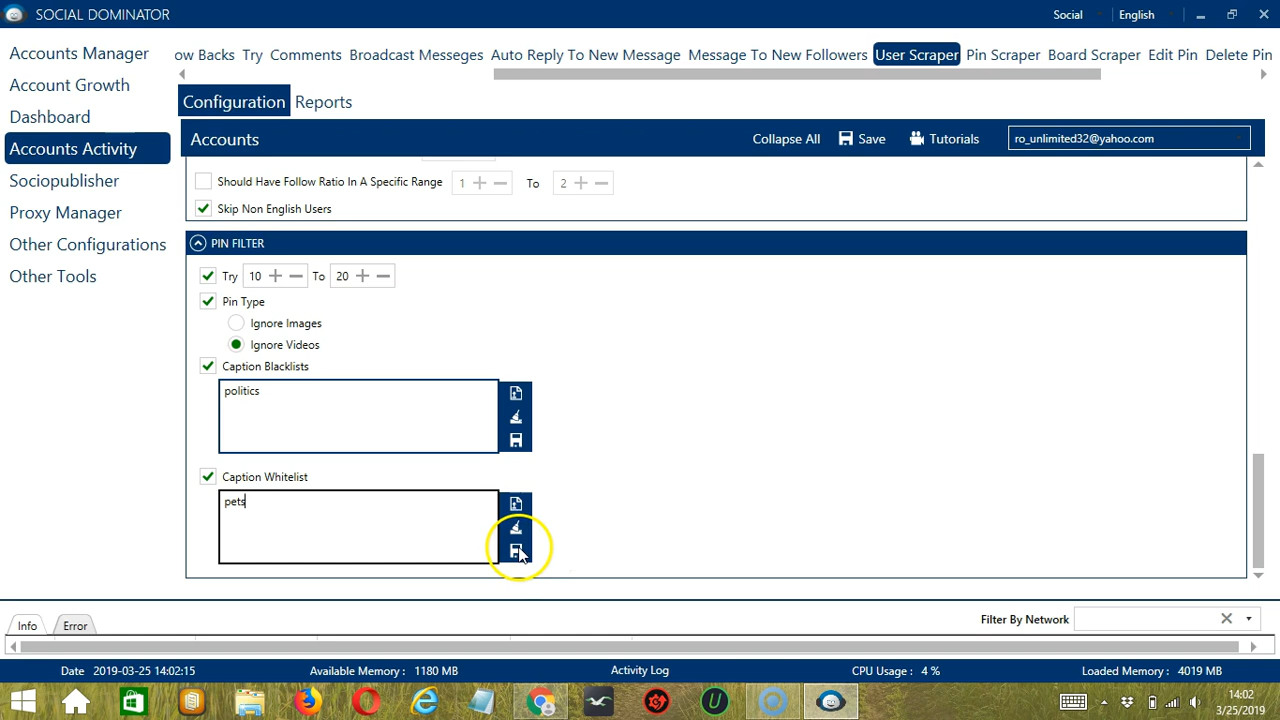 SOCIAL DOMINATOR
Social
English
Accounts Manager
Account Growth
Dashboard
Accounts Activity
Sociopublisher
Proxy Manager
Other Configurations
Other Tools
ow Backs Try Comments Broadcast Messeges Auto Reply To New Message Message To New Followers User Scraper Pin Scraper Board Scraper Edit Pin Delete Pin
Configuration Reports
Accounts Collapse All Save Tutorials ro_unlimited32@yahoo.com
Should Have Follow Ratio In A Specific Range 1 To 2
Skip Non English Users
PIN FILTER
Try 10 To 20
Pin Type
Ignore Images
Ignore Videos
Caption Blacklists
politics
Caption Whitelist
pets
Info Error Filter By Network
Date 2019-03-25 14:02:15 Available Memory : 1180 MB Activity Log CPU Usage : 4 % Loaded Memory : 4019 MB
14:02
3/25/2019